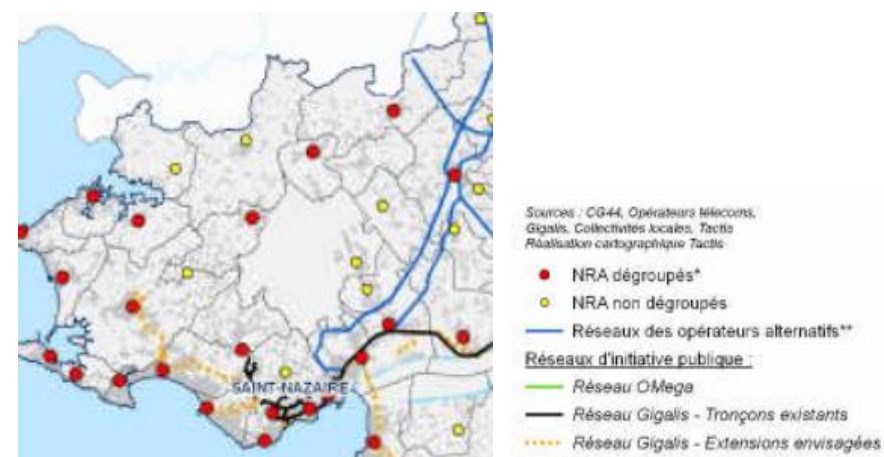 SAINT-NAZAIRE
Sources : CG44, Opérateurs télecoms,
Gigalis, Collectivités locales, Tactis
Réalisation cartographique Tactis
NRA dégroupés*
NRA non dégroupés
Réseaux des opérateurs alternatifs**
Réseaux d'initiative publique :
Réseau OMega
Réseau Gigalis - Tronçons existants
Réseau Gigalis - Extensions envisagées